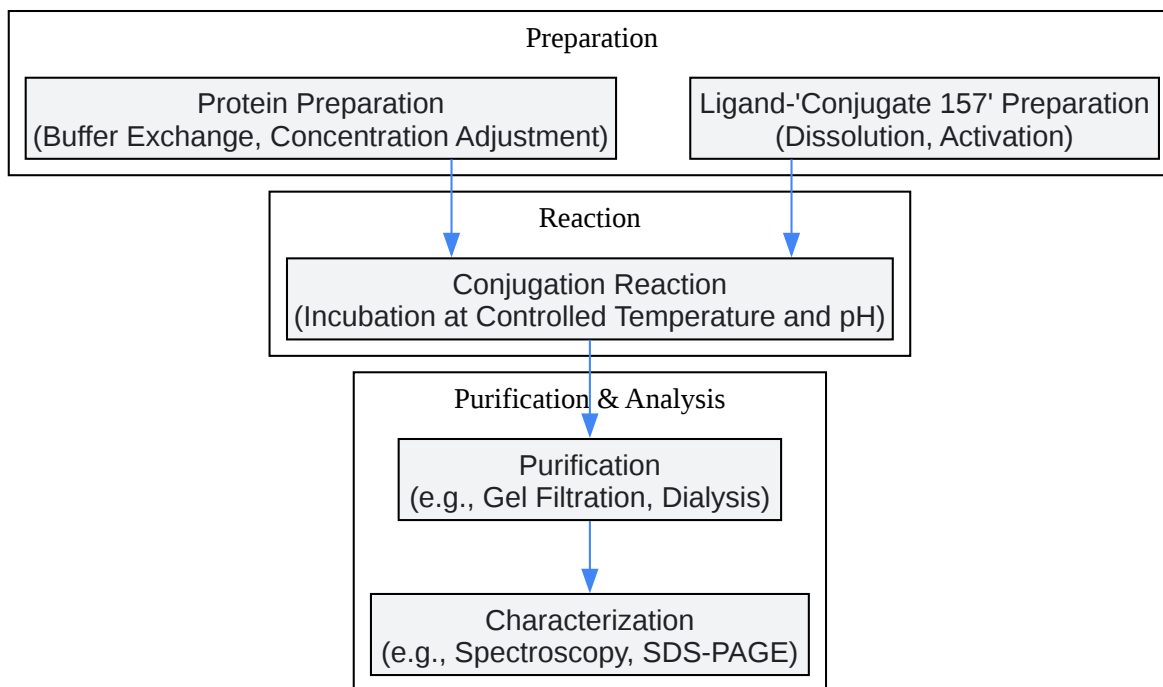 Preparation
Protein Preparation
(Buffer Exchange, Concentration Adjustment)
Ligand-'Conjugate 157' Preparation
(Dissolution, Activation)
Reaction
Conjugation Reaction
(Incubation at Controlled Temperature and pH)
Purification & Analysis
Purification
(e.g., Gel Filtration, Dialysis)
Characterization
(e.g., Spectroscopy, SDS-PAGE)